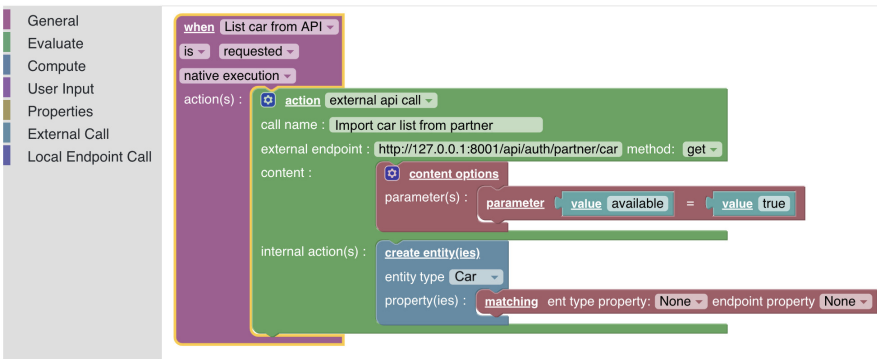 General
Evaluate
Compute
User Input
Properties
External Call
Local Endpoint Call
when List car from API
is requested
native execution
action(s) :
action external api call
call name : Import car list from partner
external endpoint : http://127.0.0.1:8001/api/auth/partner/car method: get
content :
content options
parameter(s) :
parameter value available = value true
internal action(s) :
create entity(ies)
entity type Car
property(ies) :
matching ent type property: None endpoint property None